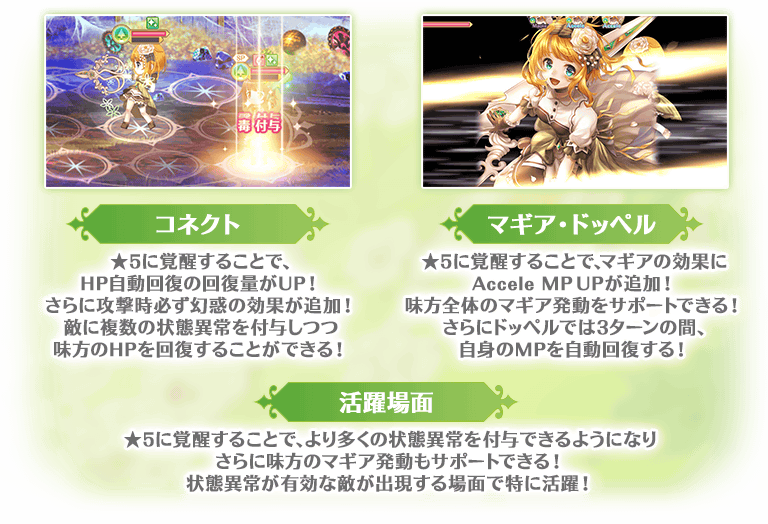 毒 付与
コネクト
★5に覚醒することで、
HP自動回復の回復量がUP!
さらに攻撃時必ず幻惑の効果が追加!
敵に複数の状態異常を付与しつつ
味方のHPを回復することができる!
マギア・ドッペル
★5に覚醒することで、マギアの効果に
Accele MP UPが追加!
味方全体のマギア発動をサポートできる!
さらにドッペルでは3ターンの間、
自身のMPを自動回復する!
活躍場面
★5に覚醒することで、より多くの状態異常を付与できるようになり
さらに味方のマギア発動もサポートできる!
状態異常が有効な敵が出現する場面で特に活躍!